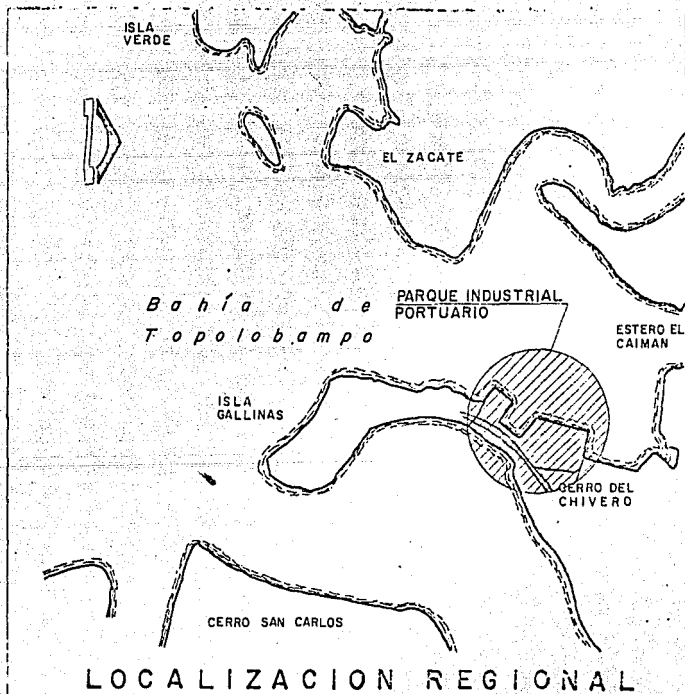 ISLA
VERDE
EL ZACATE
Bahía de
Topolobampo
PARQUE INDUSTRIAL
PORTUARIO
ESTERO EL
CAIMAN
ISLA
GALLINAS
CERRO DEL
CHIVERO
CERRO SAN CARLOS
LOCALIZACION REGIONAL